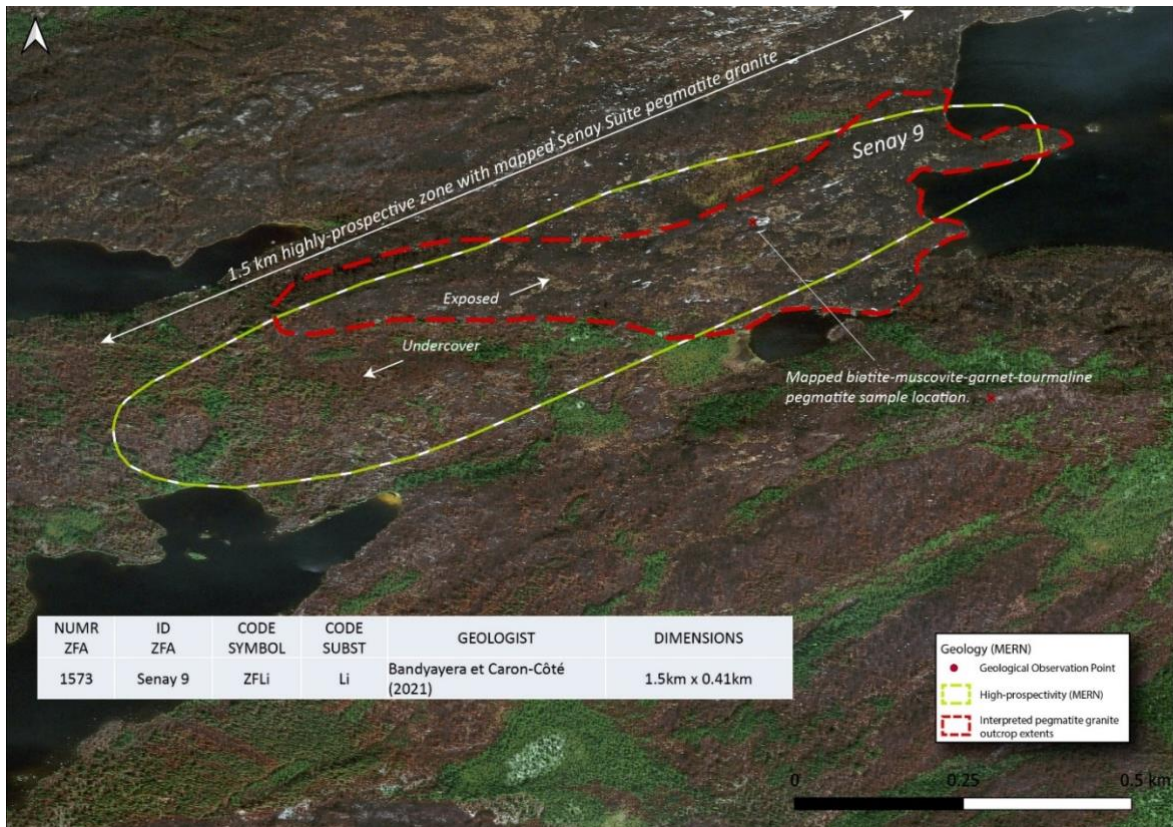 1.5 km highly-prospective zone with mapped Senay Suite pegmatite granite
Senay 9
Exposed
Undercover
Mapped biotite-muscovite-garnet-tourmaline
pegmatite sample location.
NUMR ZFA	ID ZFA	CODE SYMBOL	CODE SUBST	GEOLOGIST	DIMENSIONS
1573	Senay 9	ZFLi	Li	Bandyayera et Caron-Côté (2021)	1.5km x 0.41km
Geology (MERN)
Geological Observation Point
High-prospectivity (MERN)
Interpreted pegmatite granite
outcrop extents
0	0.25	0.5 km